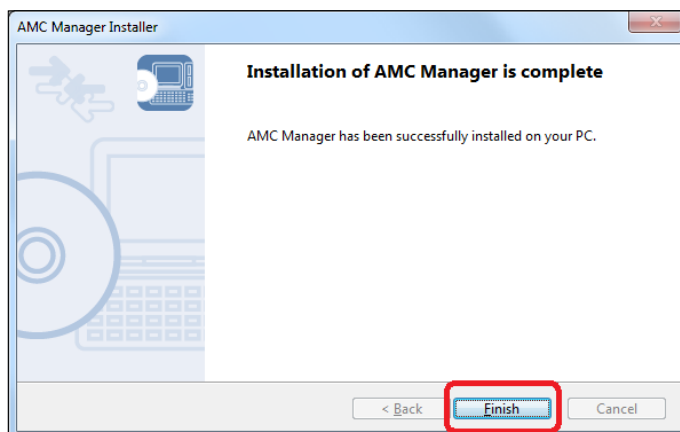 AMC Manager Installer
Installation of AMC Manager is complete
AMC Manager has been successfully installed on your PC.
< Back Finish Cancel